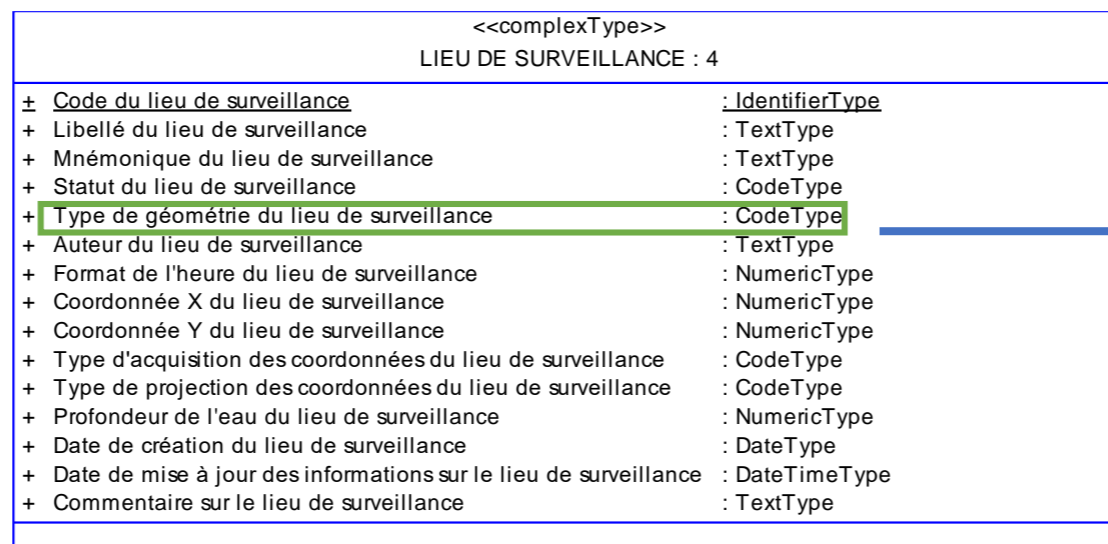 <<complexType>>
LIEU DE SURVEILLANCE : 4
+ Code du lieu de surveillance : IdentifierType
+ Libellé du lieu de surveillance : TextType
+ Mnémonique du lieu de surveillance : TextType
+ Statut du lieu de surveillance : CodeType
+ Type de géométrie du lieu de surveillance : CodeType
+ Auteur du lieu de surveillance : TextType
+ Format de l'heure du lieu de surveillance : NumericType
+ Coordonnée X du lieu de surveillance : NumericType
+ Coordonnée Y du lieu de surveillance : NumericType
+ Type d'acquisition des coordonnées du lieu de surveillance : CodeType
+ Type de projection des coordonnées du lieu de surveillance : CodeType
+ Profondeur de l'eau du lieu de surveillance : NumericType
+ Date de création du lieu de surveillance : DateType
+ Date de mise à jour des informations sur le lieu de surveillance : DateTimeType
+ Commentaire sur le lieu de surveillance : TextType